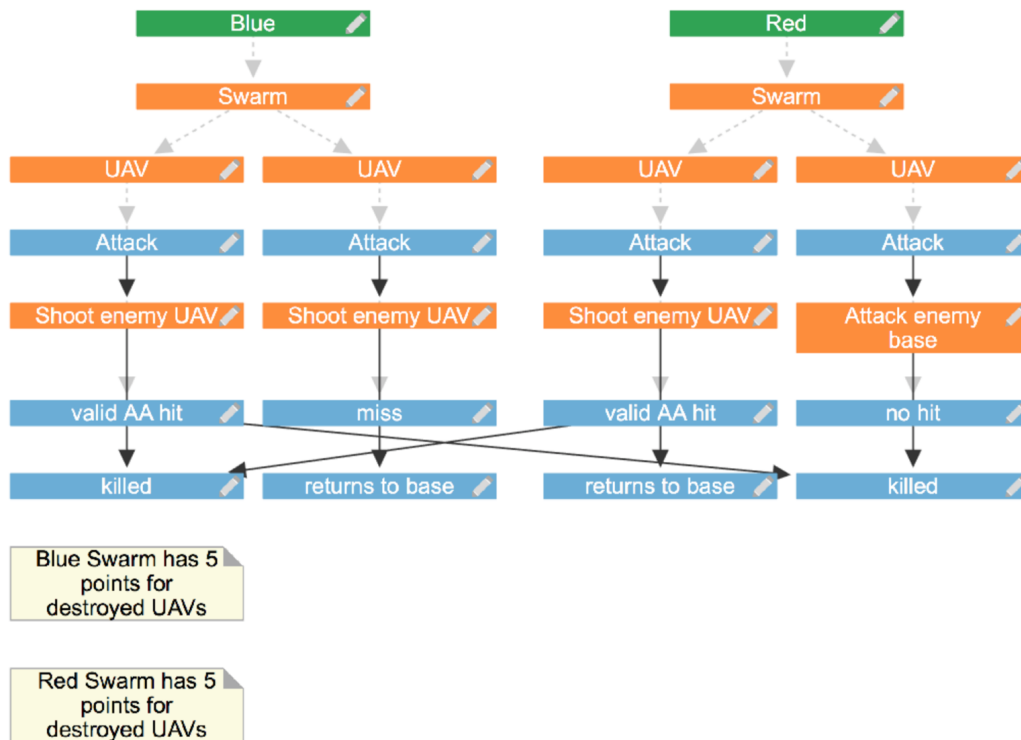 Blue
Red
Swarm
Swarm
UAV
UAV
UAV
UAV
Attack
Attack
Attack
Attack
Shoot enemy UAV
Shoot enemy UAV
Shoot enemy UAV
Attack enemy
base
valid AA hit
miss
valid AA hit
no hit
killed
returns to base
returns to base
killed
Blue Swarm has 5
points for
destroyed UAVs
Red Swarm has 5
points for
destroyed UAVs